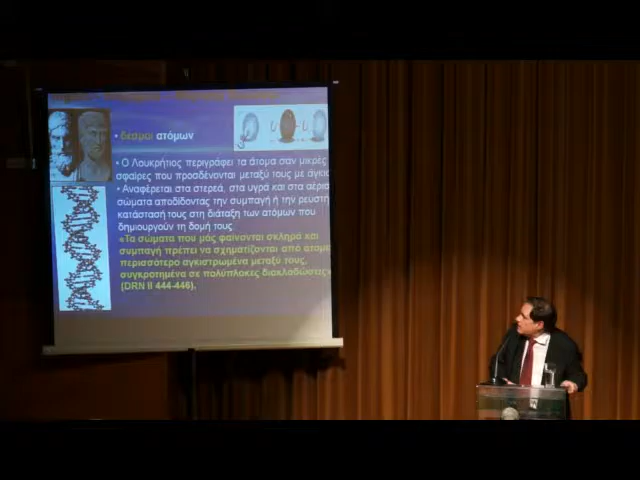 • δεσμοι ατόμων
• Ο Λουκρήτιος περιγράφει τα άτομα σαν μικρές
σφαίρες που προσδένονται μεταξύ τους με άγκισ
• Αναφέρεται στα στερεά, στα υγρά και στα αέρια
σώματα αποδίδοντας την συμπαγή ή την ρευστή
κατάστασή τους στη διάταξη των ατόμων που
δημιουργούν τη δομή τους
«Τα σώματα που μάς φαίνονται σκληρά και
συμπαγή πρέπει να σχηματίζονται από άτομα
περισσότερο αγκιστρωμένα μεταξύ τους,
συγκροτημένα σε πολύπλοκες διακλαδώσεις»
(DRN II 444-446).